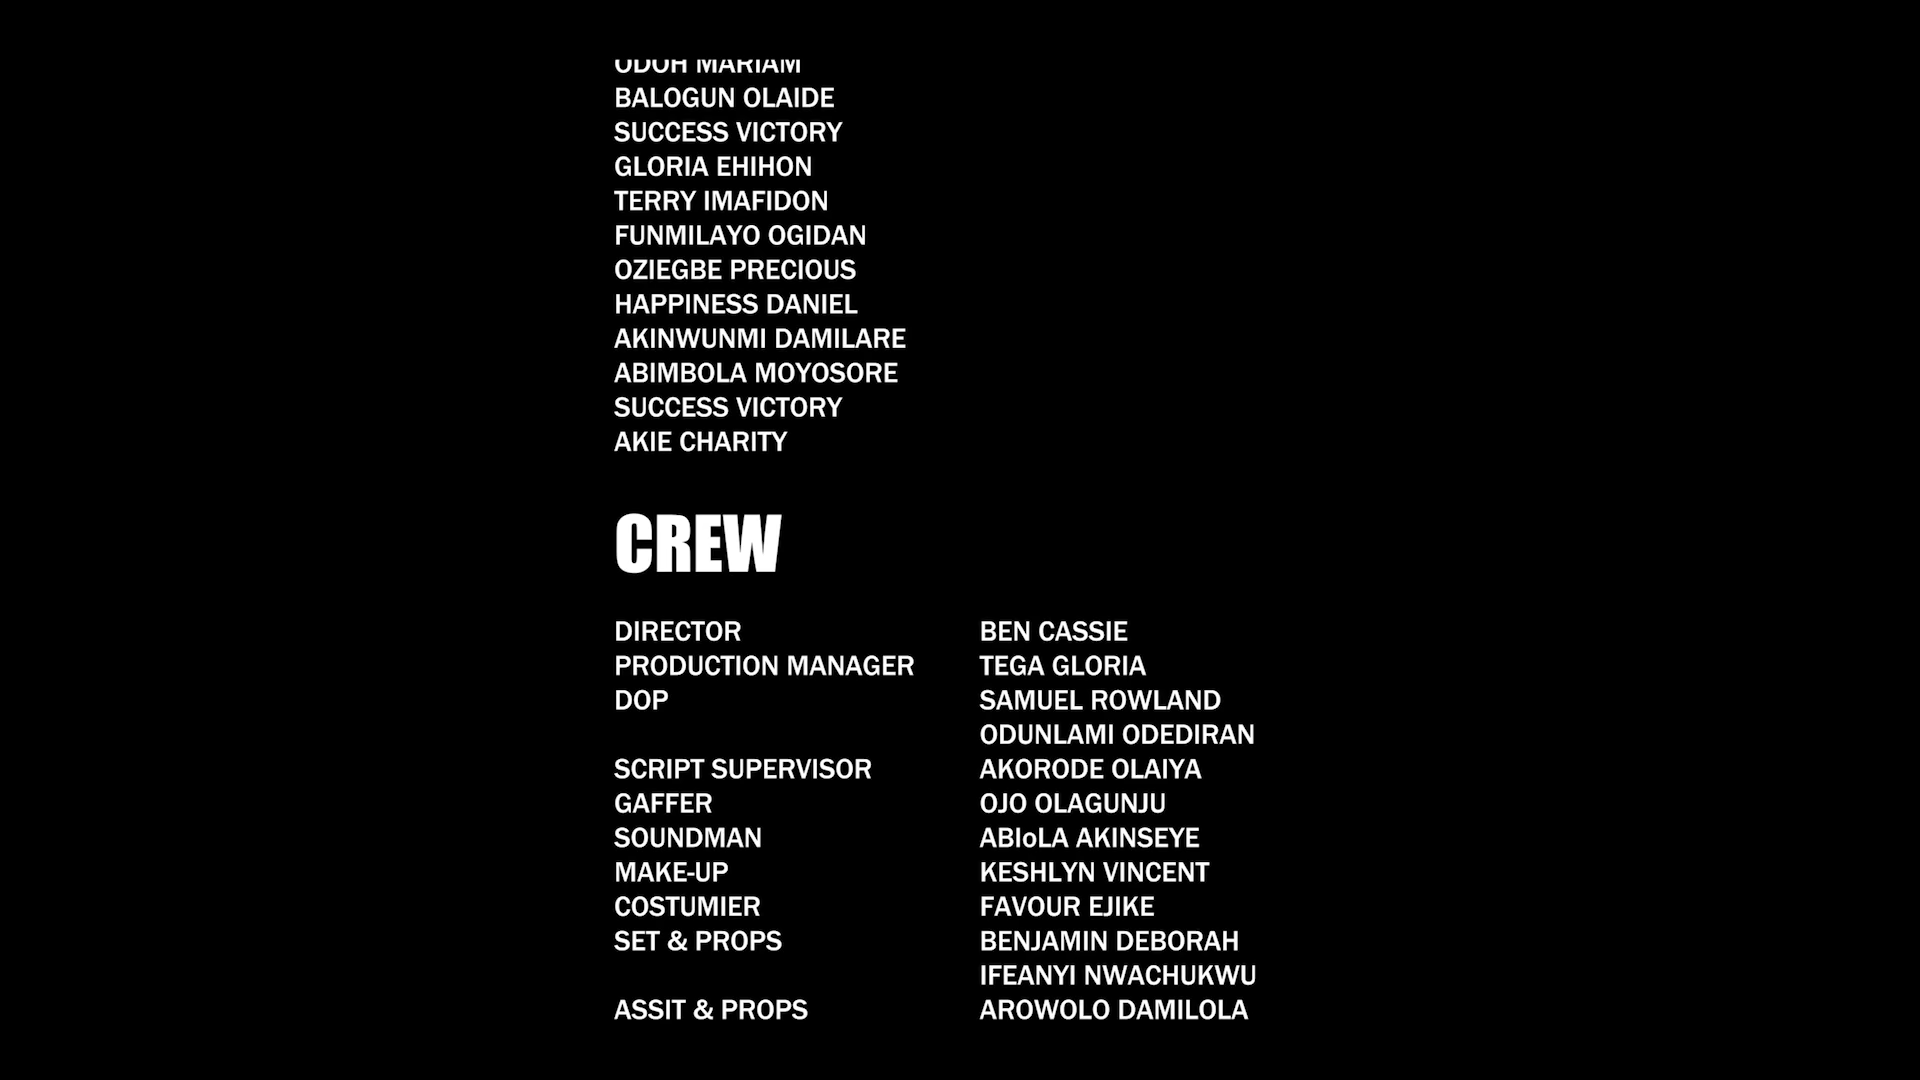 UDOH MARIAM
BALOGUN OLAIDE
SUCCESS VICTORY
GLORIA EHIHON
TERRY IMAFIDON
FUNMILAYO OGIDAN
OZIEGBE PRECIOUS
HAPPINESS DANIEL
AKINWUNMI DAMILARE
ABIMBOLA MOYOSORE
SUCCESS VICTORY
AKIE CHARITY
CREW
DIRECTOR BEN CASSIE
PRODUCTION MANAGER TEGA GLORIA
DOP SAMUEL ROWLAND
ODUNLAMI ODEDIRAN
SCRIPT SUPERVISOR AKORODE OLAIYA
GAFFER OJO OLAGUNJU
SOUNDMAN ABIoLA AKINSEYE
MAKE-UP KESHLYN VINCENT
COSTUMIER FAVOUR EJIKE
SET & PROPS BENJAMIN DEBORAH
IFEANYI NWACHUKWU
ASSIT & PROPS AROWOLO DAMILOLA